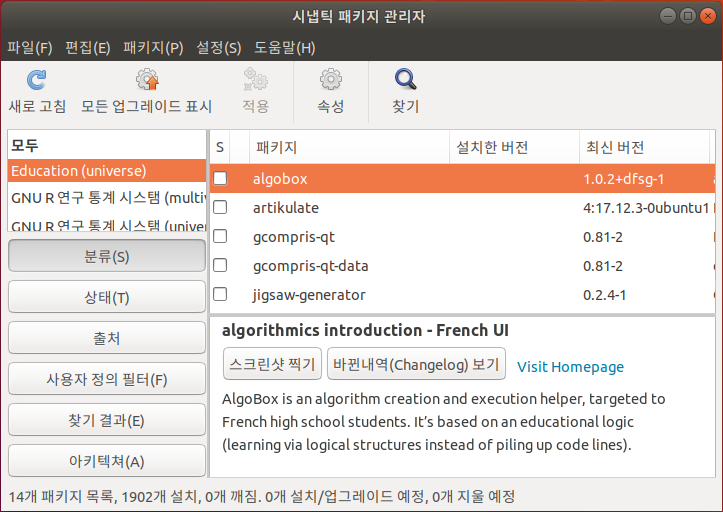 시냅틱 패키지 관리자
파일(F) 편집(E) 패키지(P) 설정(S) 도움말(H)
새로 고침 모든 업그레이드 표시 적용 속성 찾기
모두
Education (universe)
GNU R 연구 통계 시스탬 (multiv
GNU R 연구 통계 시스탬 (univer
분류(S)
상태(T)
출처
사용자 정의 필터(F)
찾기 결과(E)
아키텍쳐(A)
S 패키지 설치한 버전 최신 버전
algobox 1.0.2+dfsg-1
artikulate 4:17.12.3-0ubuntu1
gcompris-qt 0.81-2
gcompris-qt-data 0.81-2
jigsaw-generator 0.2.4-1
algorithmics introduction - French UI
스크린샷 찍기 바뀐내역(Changelog) 보기 Visit Homepage
AlgoBox is an algorithm creation and execution helper, targeted to
French high school students. It’s based on an educational logic
(learning via logical structures instead of piling up code lines).
14개 패키지 목록, 1902개 설치, 0개 깨짐. 0개 설치/업그레이드 예정, 0개 지울 예정